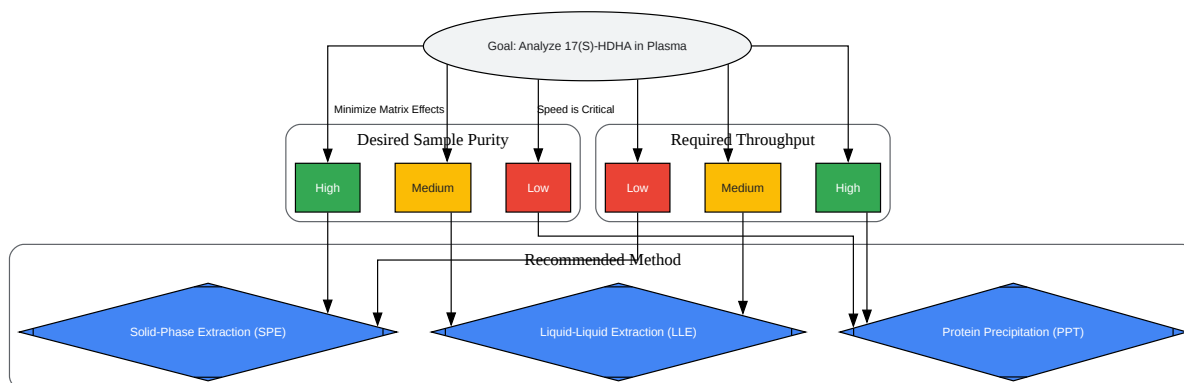 Goal: Analyze 17(S)-HDHA in Plasma
Minimize Matrix Effects
Speed is Critical
Desired Sample Purity
Required Throughput
High
Medium
Low
Low
Medium
High
Recommended Method
Solid-Phase Extraction (SPE)
Liquid-Liquid Extraction (LLE)
Protein Precipitation (PPT)